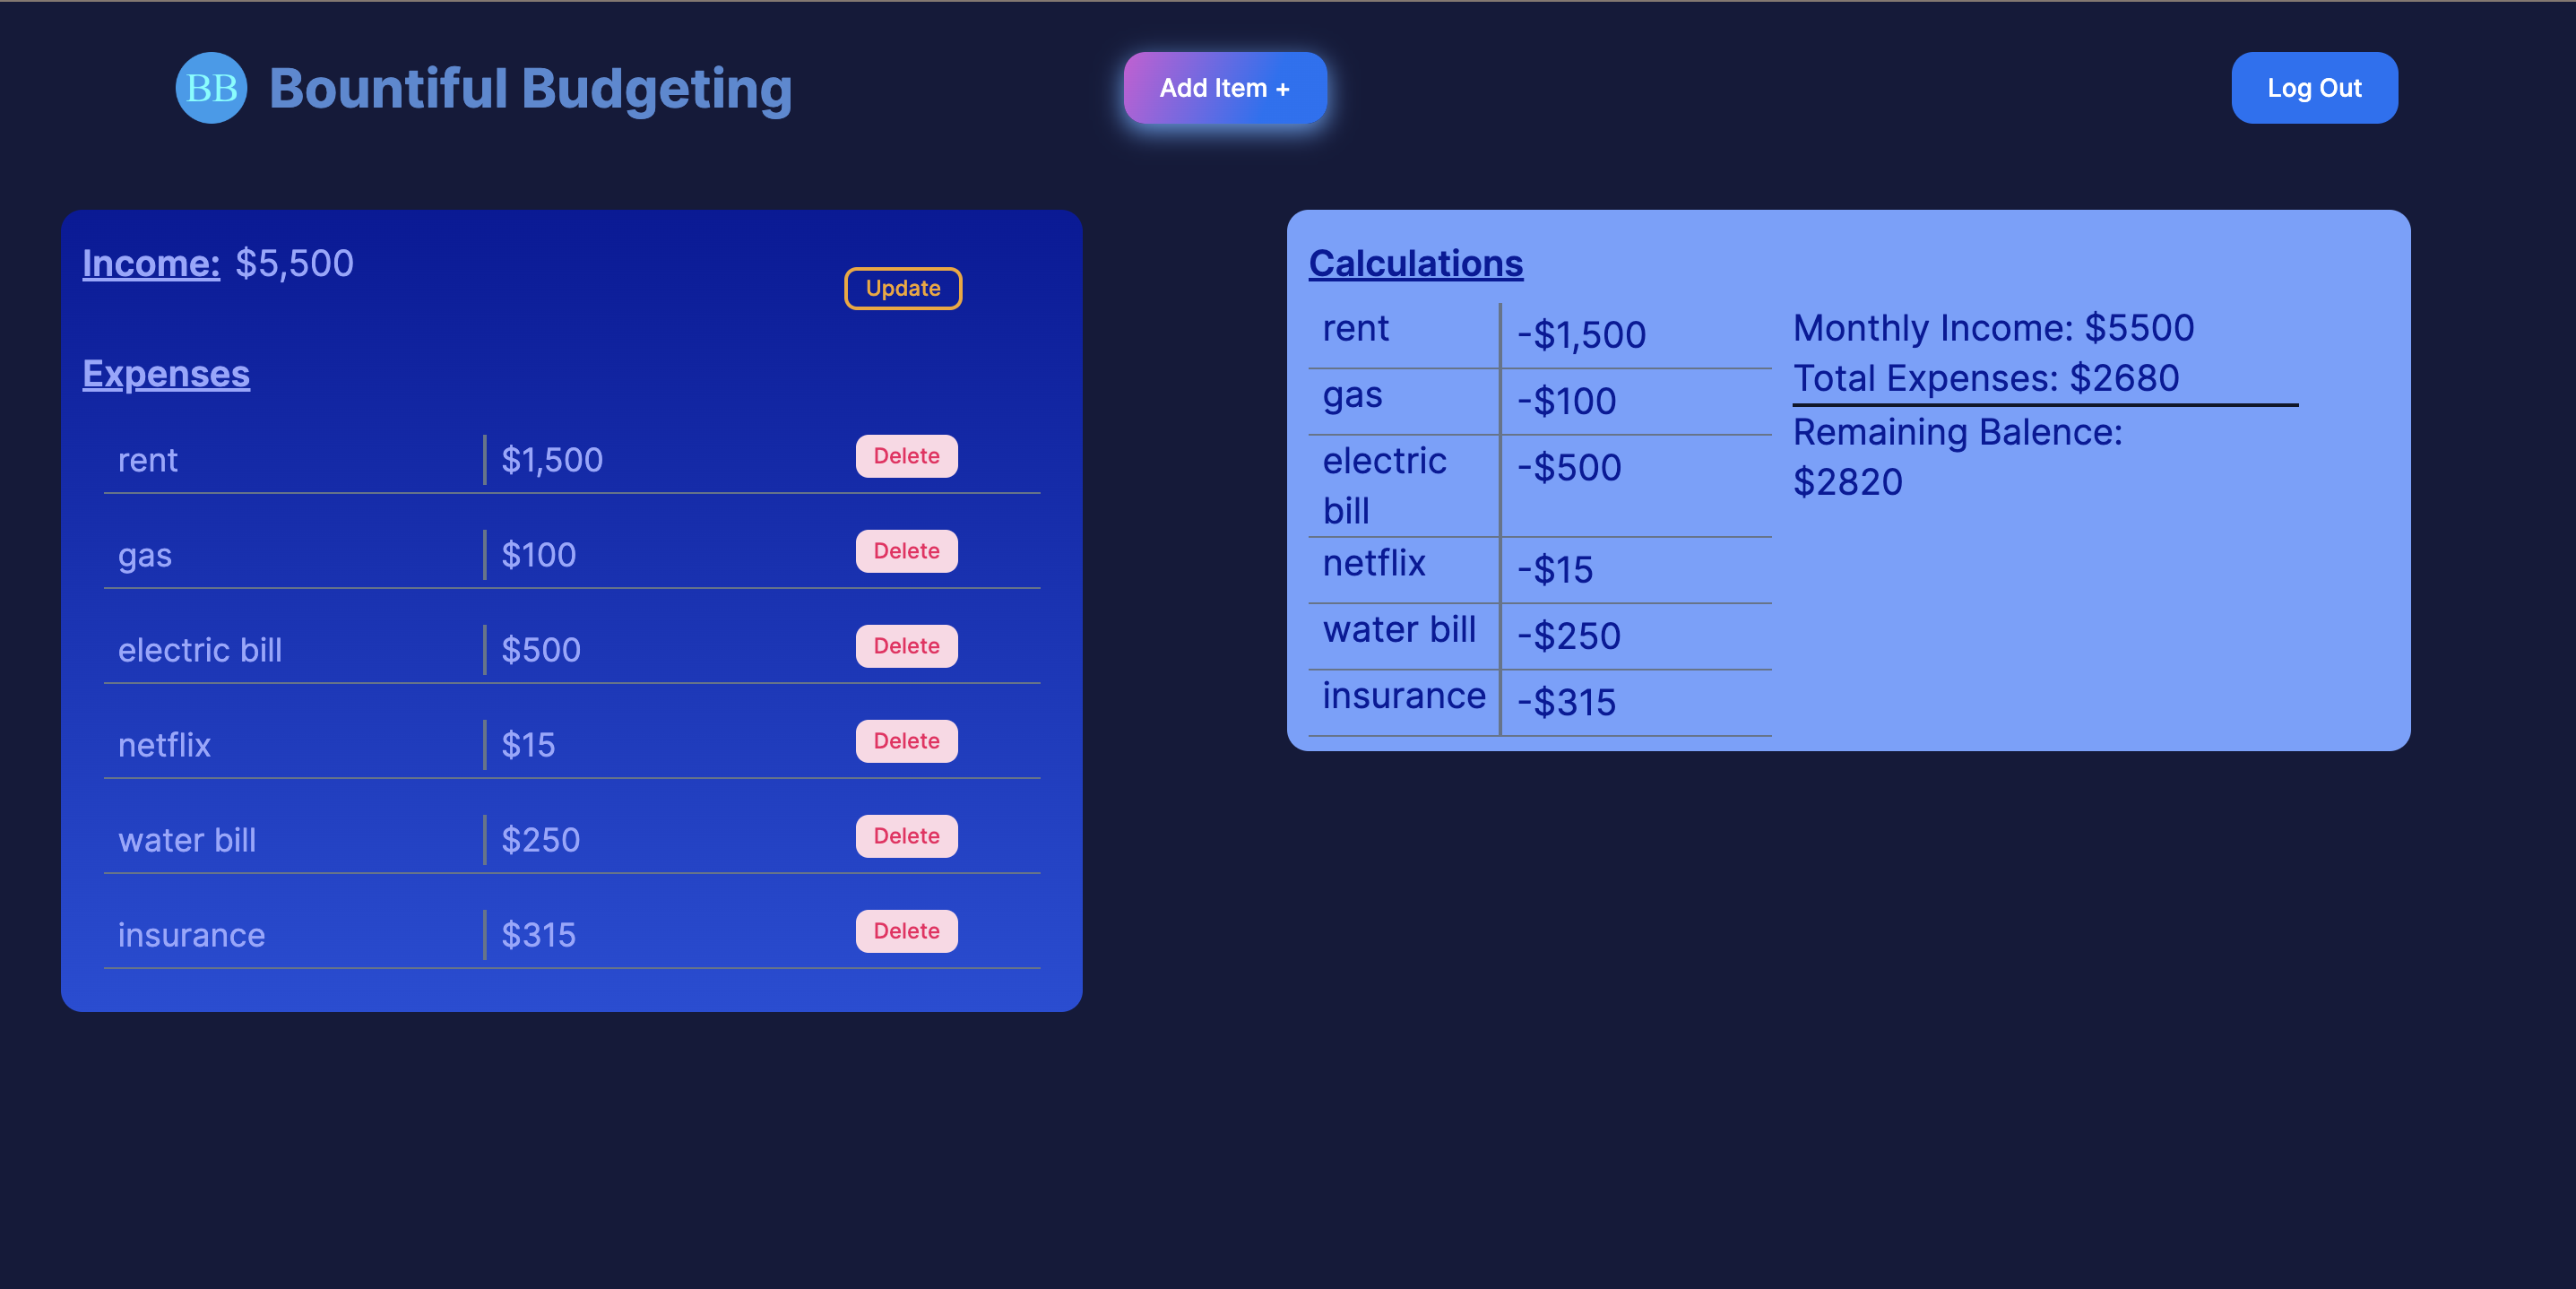 BB Bountiful Budgeting
Add Item +
Log Out
Income: $5,500
Update
Expenses
rent $1,500 Delete
gas $100 Delete
electric bill $500 Delete
netflix $15 Delete
water bill $250 Delete
insurance $315 Delete
Calculations
rent -$1,500
gas -$100
electric -$500
bill
netflix -$15
water bill -$250
insurance -$315
Monthly Income: $5500
Total Expenses: $2680
Remaining Balence:
$2820